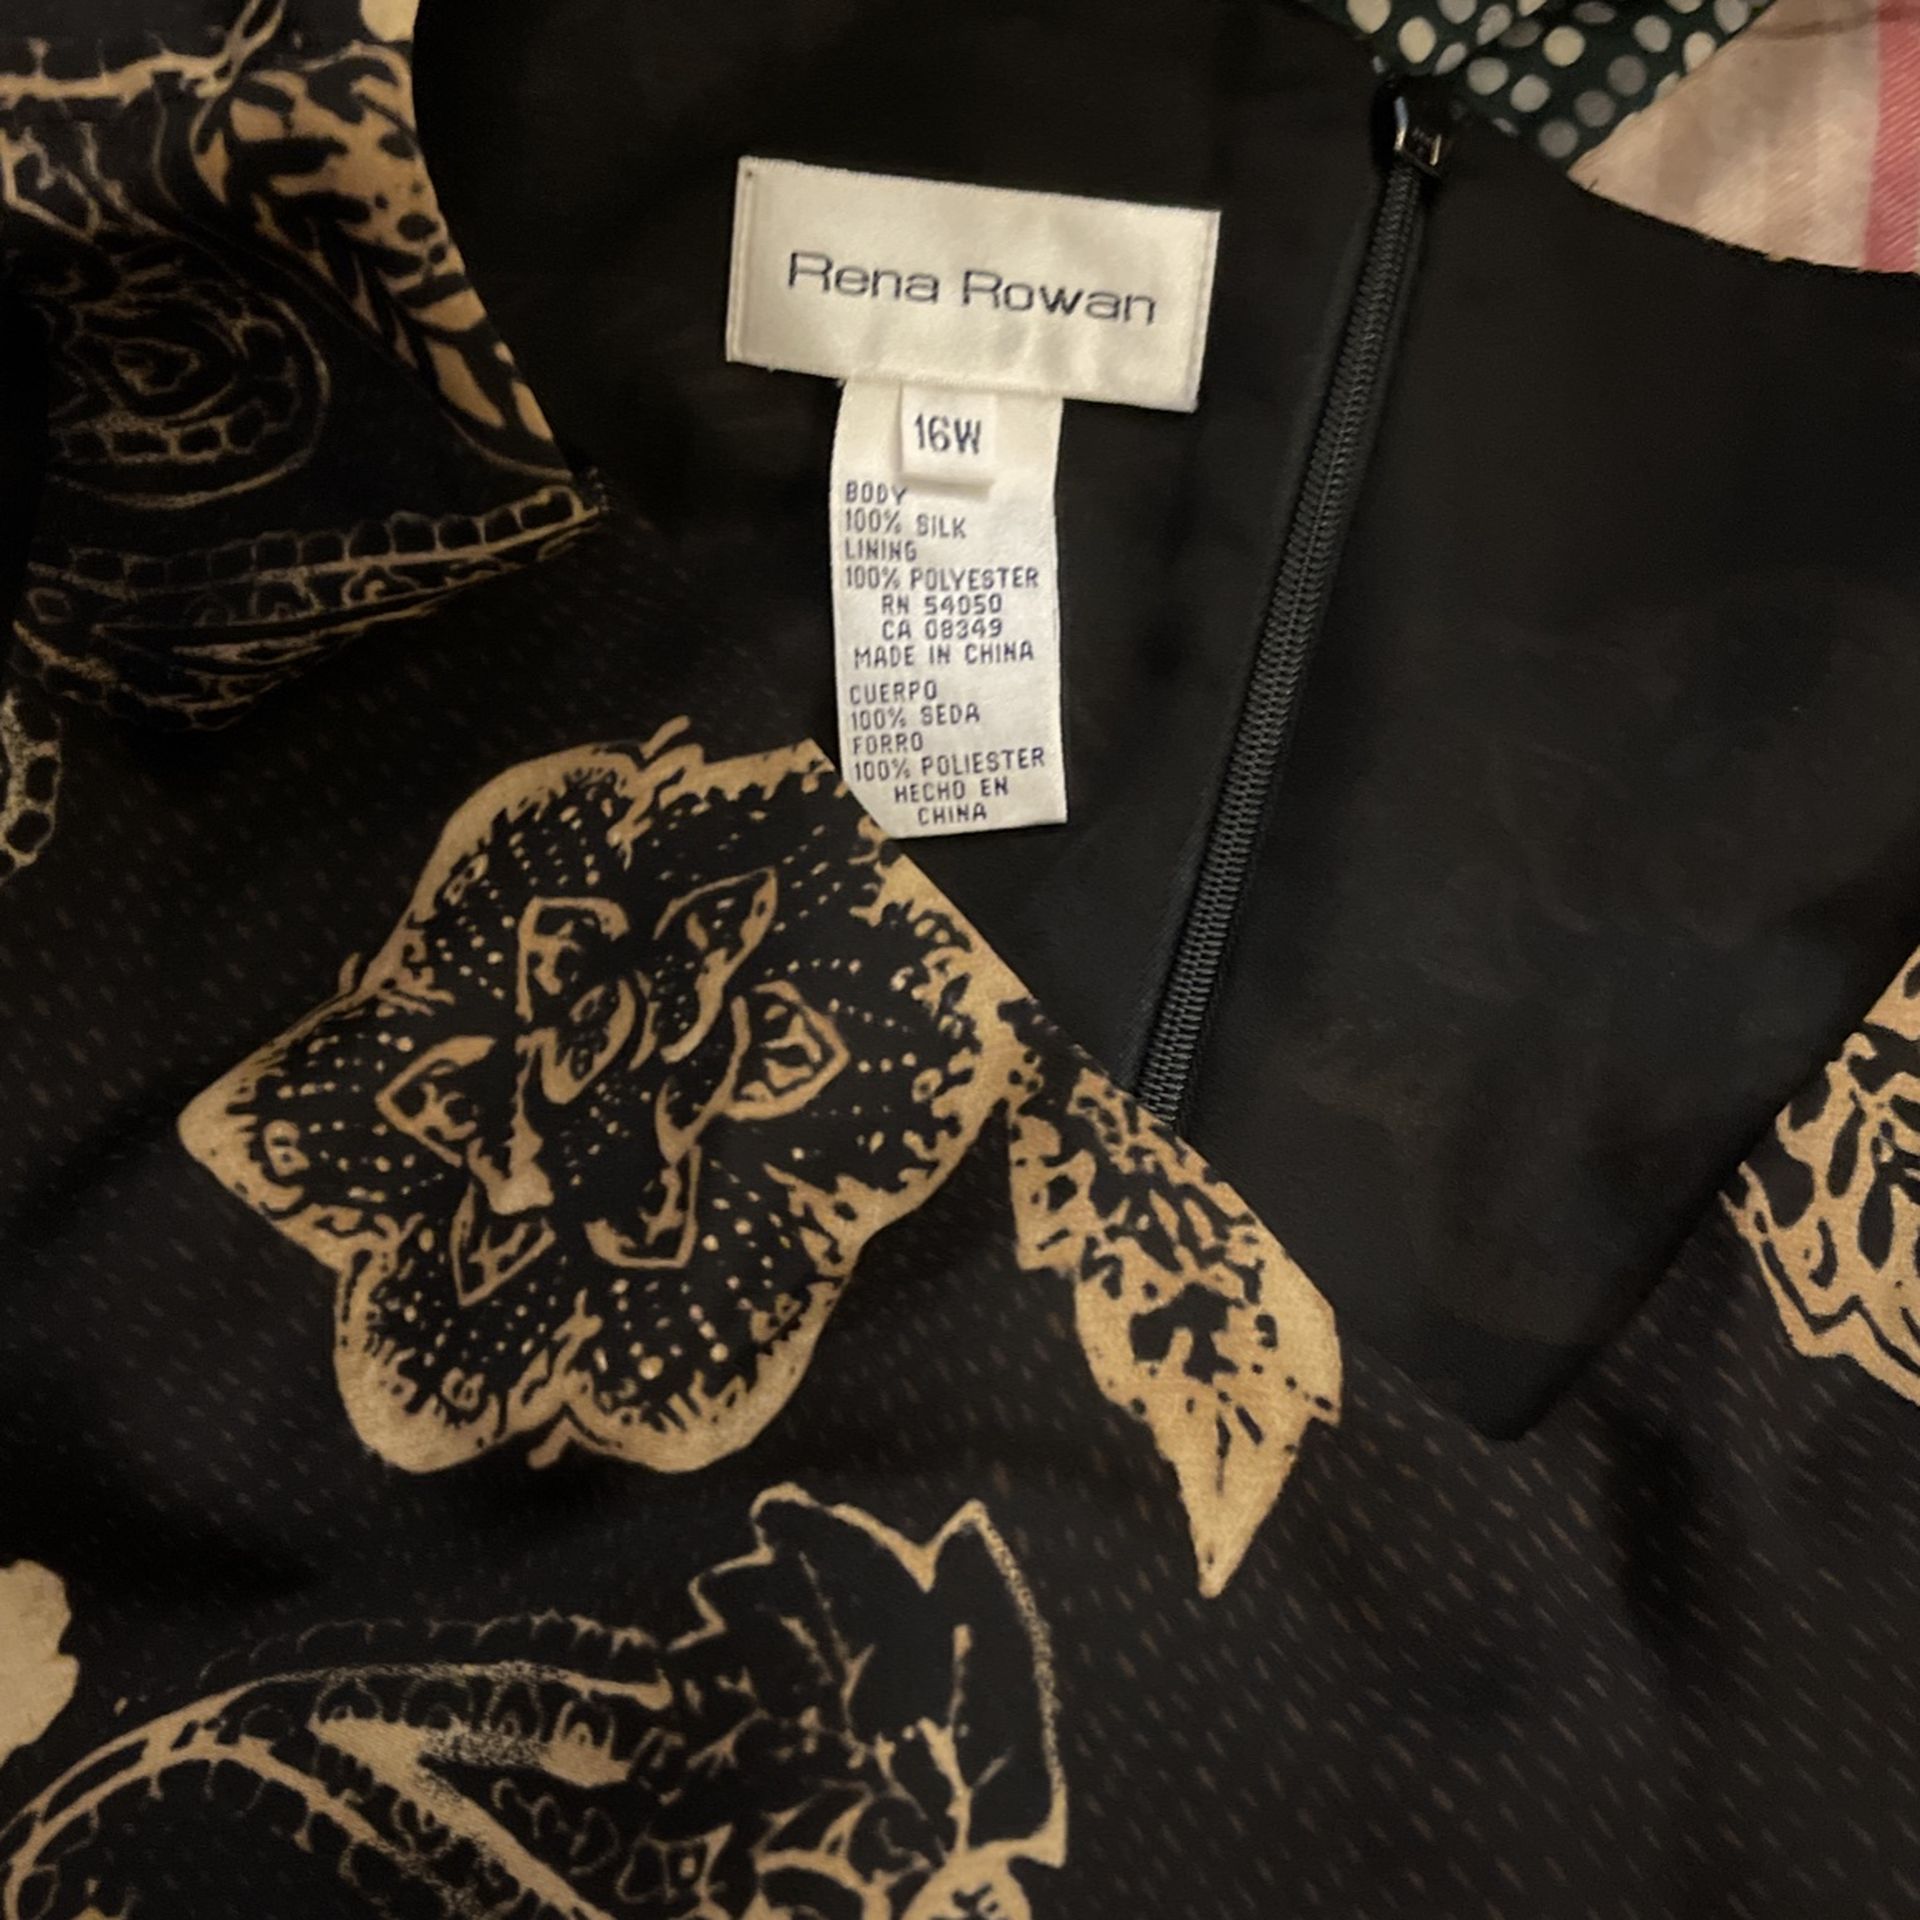 Rena Rowan
16W
BODY
100% SILK
LINING
100% POLYESTER
RN 54050
CA 08349
MADE IN CHINA
CUERPO
100% SEDA
FORRO
100% POLIESTER
HECHO EN
CHINA